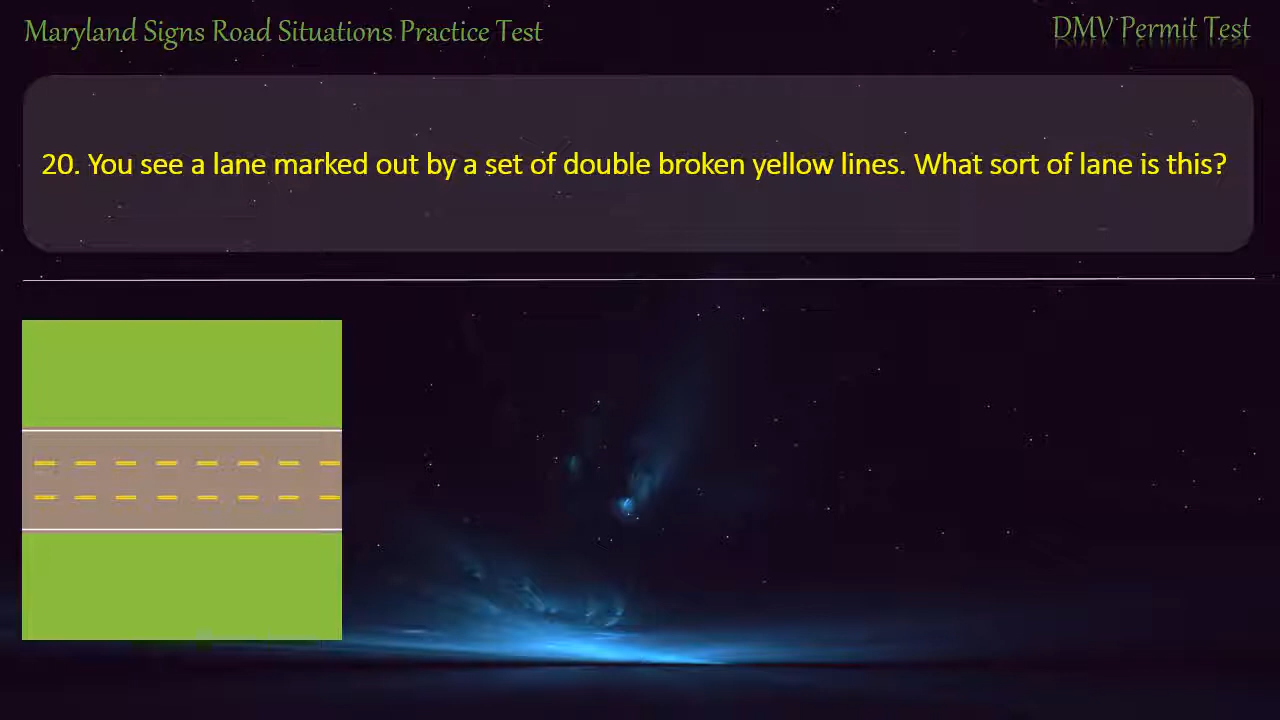 Maryland Signs Road Situations Practice Test
DMV Permit Test
20. You see a lane marked out by a set of double broken yellow lines. What sort of lane is this?